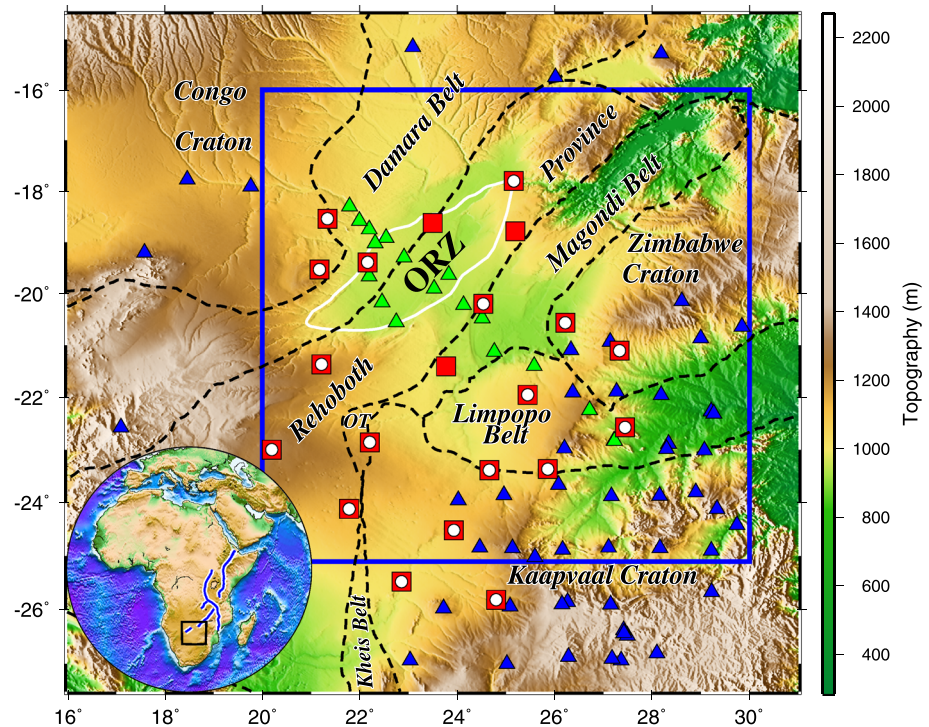 Congo
Craton
Damara Belt
Province
Magondi Belt
Zimbabwe
Craton
ORZ
Rehoboth
OT
Limpopo
Belt
Kaapvaal Craton
Kheis Belt
-16°
-18°
-20°
-22°
-24°
-26°
16°
18°
20°
22°
24°
26°
28°
30°
2200
2000
1800
1600
1400
1200
1000
800
600
400
Topography (m)